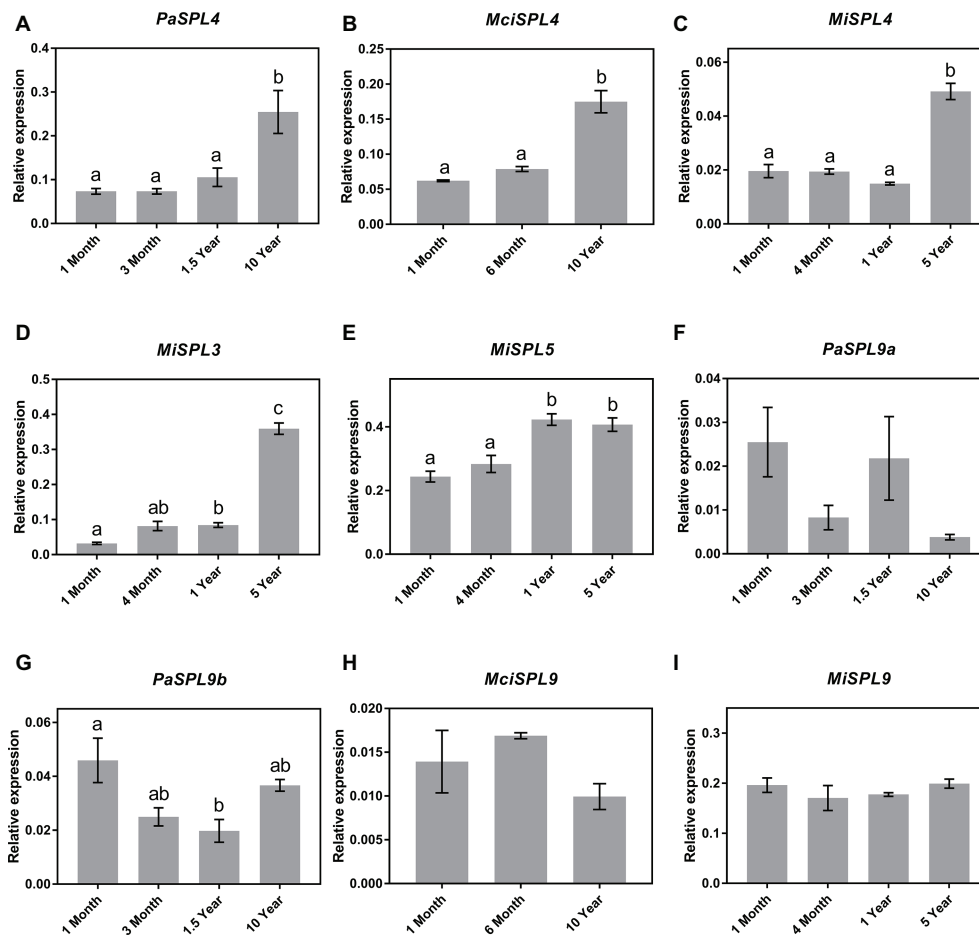 A
PaSPL4
Relative expression
0.4
0.3
0.2
0.1
0.0
a
a
a
b
1 Month
3 Month
1.5 Year
10 Year
B
MciSPL4
Relative expression
0.25
0.20
0.15
0.10
0.05
0.00
a
a
b
1 Month
6 Month
10 Year
C
MiSPL4
Relative expression
0.06
0.04
0.02
0.00
a
a
a
b
1 Month
4 Month
1 Year
5 Year
D
MiSPL3
Relative expression
0.5
0.4
0.3
0.2
0.1
0.0
a
ab
b
c
1 Month
4 Month
1 Year
5 Year
E
MiSPL5
Relative expression
0.4
0.2
0.0
a
a
b
b
1 Month
4 Month
1 Year
5 Year
F
PaSPL9a
Relative expression
0.04
0.03
0.02
0.01
0.00
1 Month
3 Month
1.5 Year
10 Year
G
PaSPL9b
Relative expression
0.06
0.04
0.02
0.00
a
ab
b
ab
1 Month
3 Month
1.5 Year
10 Year
H
MciSPL9
Relative expression
0.020
0.015
0.010
0.005
0.000
1 Month
6 Month
10 Year
I
MiSPL9
Relative expression
0.3
0.2
0.1
0.0
1 Month
4 Month
1 Year
5 Year